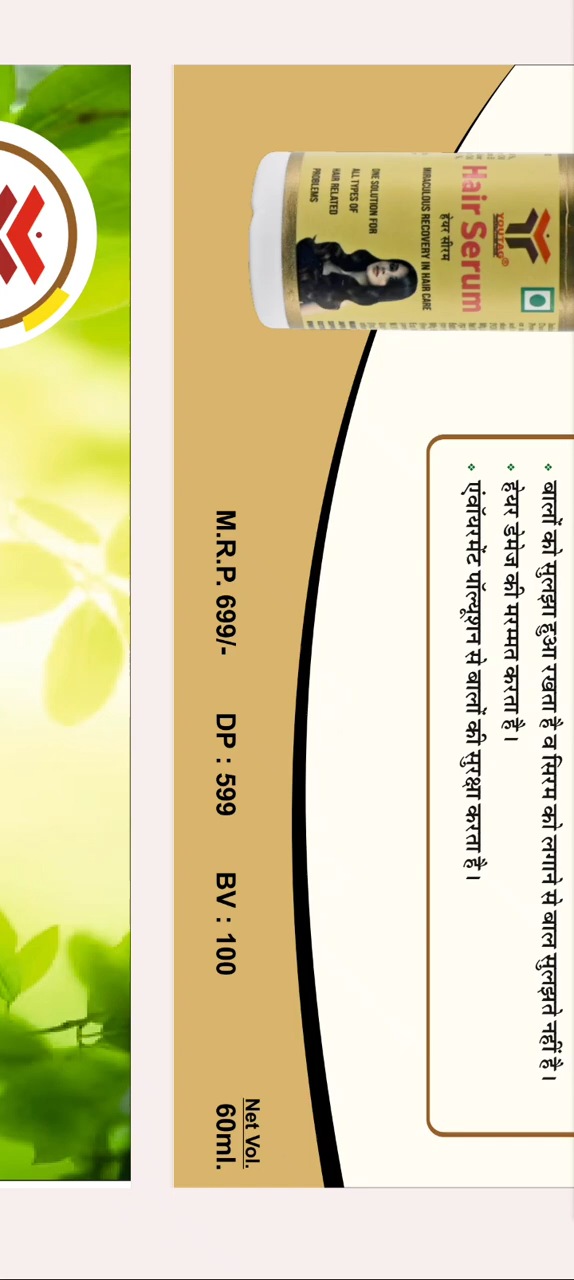 YOUTAG®
Hair Serum
हेयर सीरम
MIRACULOUS RECOVERY IN HAIR CARE
ONE SOLUTION FOR
ALL TYPES OF
HAIR RELATED
PROBLEMS
बालों को सुलझा हुआ रखता है व सिरम को लगाने से बाल सुलझते नहीं है।
हेयर डेमेज की मरम्मत करता है।
एंवॉयरमेंट पॉल्यूशन से बालों की सुरक्षा करता है।
M.R.P. 699/- DP : 599 BV : 100
Net Vol.
60ml.